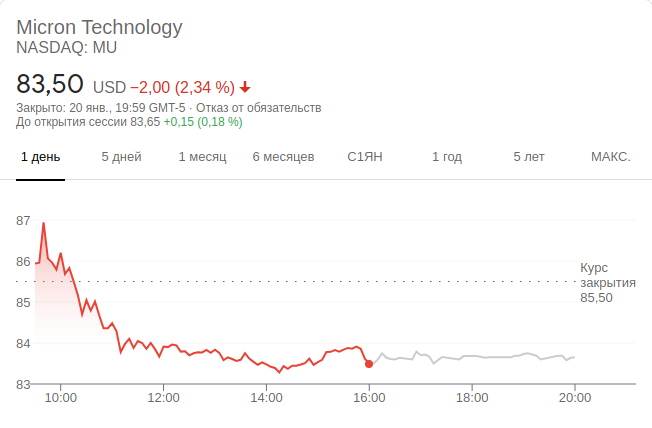 Micron Technology
NASDAQ: MU
83,50 USD −2,00 (2,34 %)
Закрыто: 20 янв., 19:59 GMT-5 · Отказ от обязательств
До открытия сессии 83,65 +0,15 (0,18 %)
1 день 5 дней 1 месяц 6 месяцев С1ЯН 1 год 5 лет МАКС.
87
86
Курс
закрытия
85,50
85
84
83
10:00 12:00 14:00 16:00 18:00 20:00